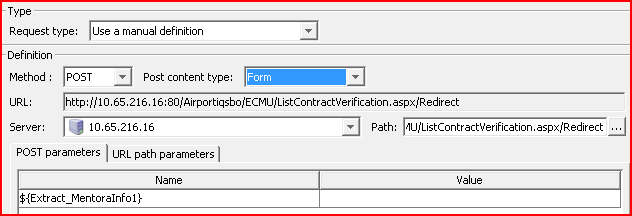 Type
Request type: Use a manual definition
Definition
Method : POST Post content type: Form
URL: http://10.65.216.16:80/Airportiqsbo/ECMU/ListContractVerification.aspx/Redirect
Server: 10.65.216.16 Path: MU/ListContractVerification.aspx/Redirect ...
POST parameters URL path parameters
Name Value
${Extract_MentoraInfo1}